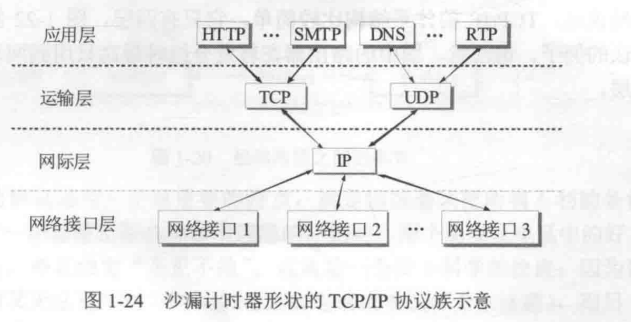 应用层 HTTP … SMTP DNS … RTP
运输层 TCP UDP
网际层 IP
网络接口层 网络接口 1 网络接口 2 … 网络接口 3
图 1-24 沙漏计时器形状的 TCP/IP 协议族示意